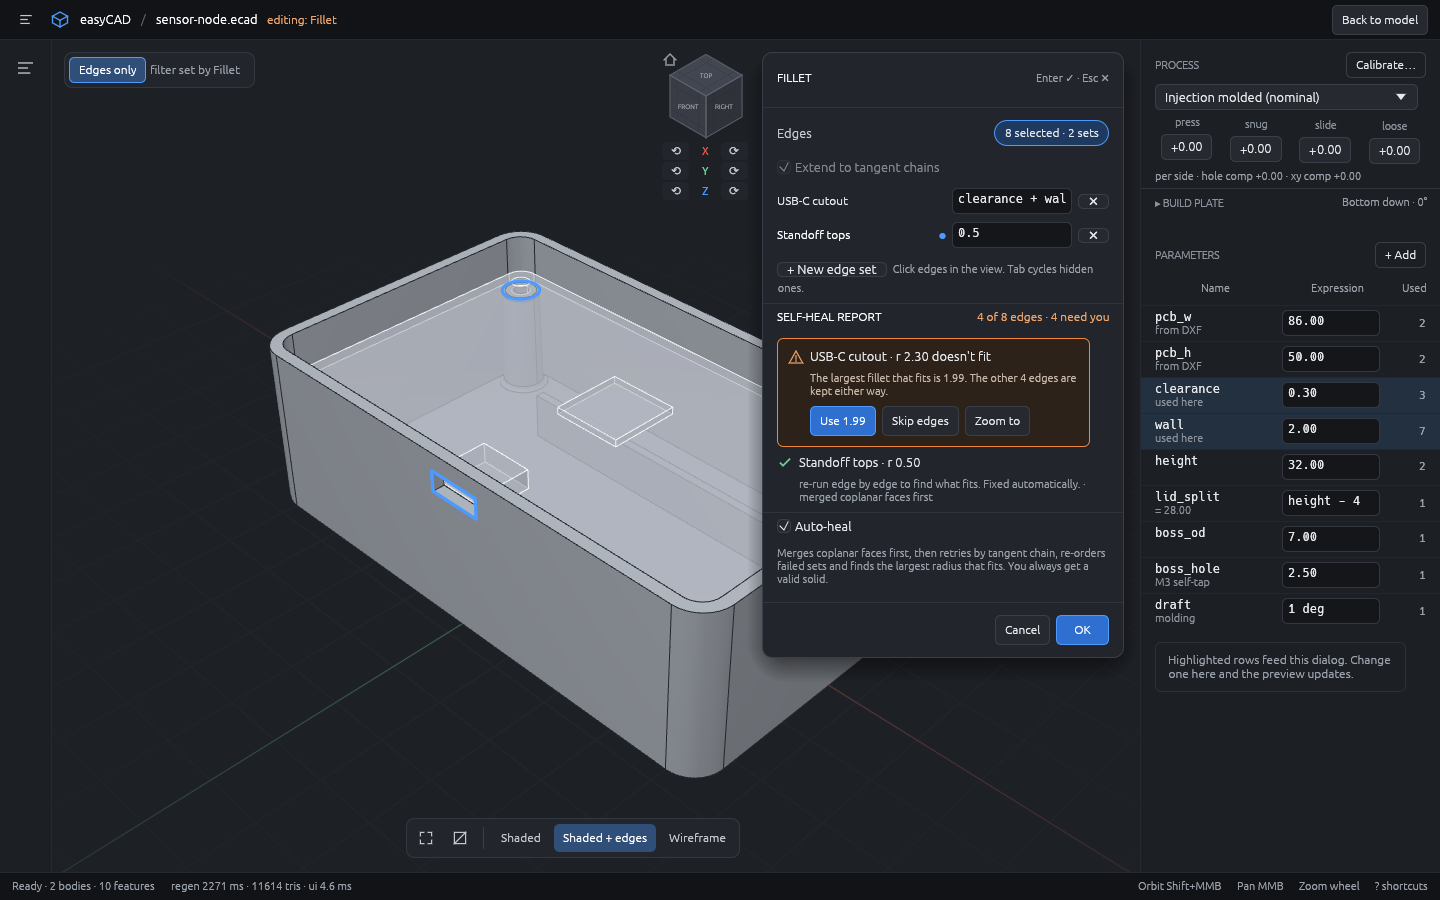 easyCAD / sensor-node.ecad editing: Fillet
Back to model
Edges only filter set by Fillet
TOP
FRONT RIGHT
X
Y
Z
FILLET Enter ✓ · Esc ✕
Edges 8 selected · 2 sets
Extend to tangent chains
USB-C cutout clearance + wal ✕
Standoff tops 0.5 ✕
+ New edge set Click edges in the view. Tab cycles hidden
ones.
SELF-HEAL REPORT 4 of 8 edges · 4 need you
USB-C cutout · r 2.30 doesn't fit
The largest fillet that fits is 1.99. The other 4 edges are
kept either way.
Use 1.99 Skip edges Zoom to
Standoff tops · r 0.50
re-run edge by edge to find what fits. Fixed automatically. ·
merged coplanar faces first
Auto-heal
Merges coplanar faces first, then retries by tangent chain, re-orders
failed sets and finds the largest radius that fits. You always get a
valid solid.
Cancel OK
PROCESS Calibrate...
Injection molded (nominal)
press snug slide loose
+0.00 +0.00 +0.00 +0.00
per side · hole comp +0.00 · xy comp +0.00
▸ BUILD PLATE Bottom down · 0°
PARAMETERS + Add
Name Expression Used
pcb_w 86.00 2
from DXF
pcb_h 50.00 2
from DXF
clearance 0.30 3
used here
wall 2.00 7
used here
height 32.00 2
lid_split height − 4 1
= 28.00
boss_od 7.00 1
boss_hole 2.50 1
M3 self-tap
draft 1 deg 1
molding
Highlighted rows feed this dialog. Change
one here and the preview updates.
Shaded Shaded + edges Wireframe
Ready · 2 bodies · 10 features regen 2271 ms · 11614 tris · ui 4.6 ms
Orbit Shift+MMB Pan MMB Zoom wheel ? shortcuts